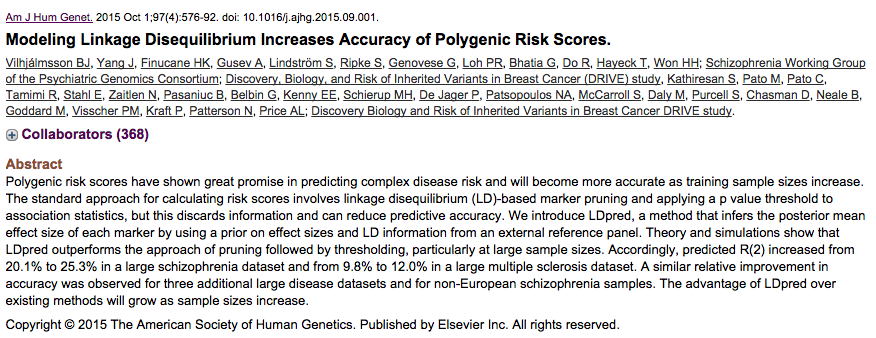 Am J Hum Genet. 2015 Oct 1;97(4):576-92. doi: 10.1016/j.ajhg.2015.09.001.
Modeling Linkage Disequilibrium Increases Accuracy of Polygenic Risk Scores.
Vilhjálmsson BJ, Yang J, Finucane HK, Gusev A, Lindström S, Ripke S, Genovese G, Loh PR, Bhatia G, Do R, Hayeck T, Won HH; Schizophrenia Working Group
of the Psychiatric Genomics Consortium; Discovery, Biology, and Risk of Inherited Variants in Breast Cancer (DRIVE) study, Kathiresan S, Pato M, Pato C,
Tamimi R, Stahl E, Zaitlen N, Pasaniuc B, Belbin G, Kenny EE, Schierup MH, De Jager P, Patsopoulos NA, McCarroll S, Daly M, Purcell S, Chasman D, Neale B,
Goddard M, Visscher PM, Kraft P, Patterson N, Price AL; Discovery Biology and Risk of Inherited Variants in Breast Cancer DRIVE study.
Collaborators (368)
Abstract
Polygenic risk scores have shown great promise in predicting complex disease risk and will become more accurate as training sample sizes increase.
The standard approach for calculating risk scores involves linkage disequilibrium (LD)-based marker pruning and applying a p value threshold to
association statistics, but this discards information and can reduce predictive accuracy. We introduce LDpred, a method that infers the posterior mean
effect size of each marker by using a prior on effect sizes and LD information from an external reference panel. Theory and simulations show that
LDpred outperforms the approach of pruning followed by thresholding, particularly at large sample sizes. Accordingly, predicted R(2) increased from
20.1% to 25.3% in a large schizophrenia dataset and from 9.8% to 12.0% in a large multiple sclerosis dataset. A similar relative improvement in
accuracy was observed for three additional large disease datasets and for non-European schizophrenia samples. The advantage of LDpred over
existing methods will grow as sample sizes increase.
Copyright © 2015 The American Society of Human Genetics. Published by Elsevier Inc. All rights reserved.